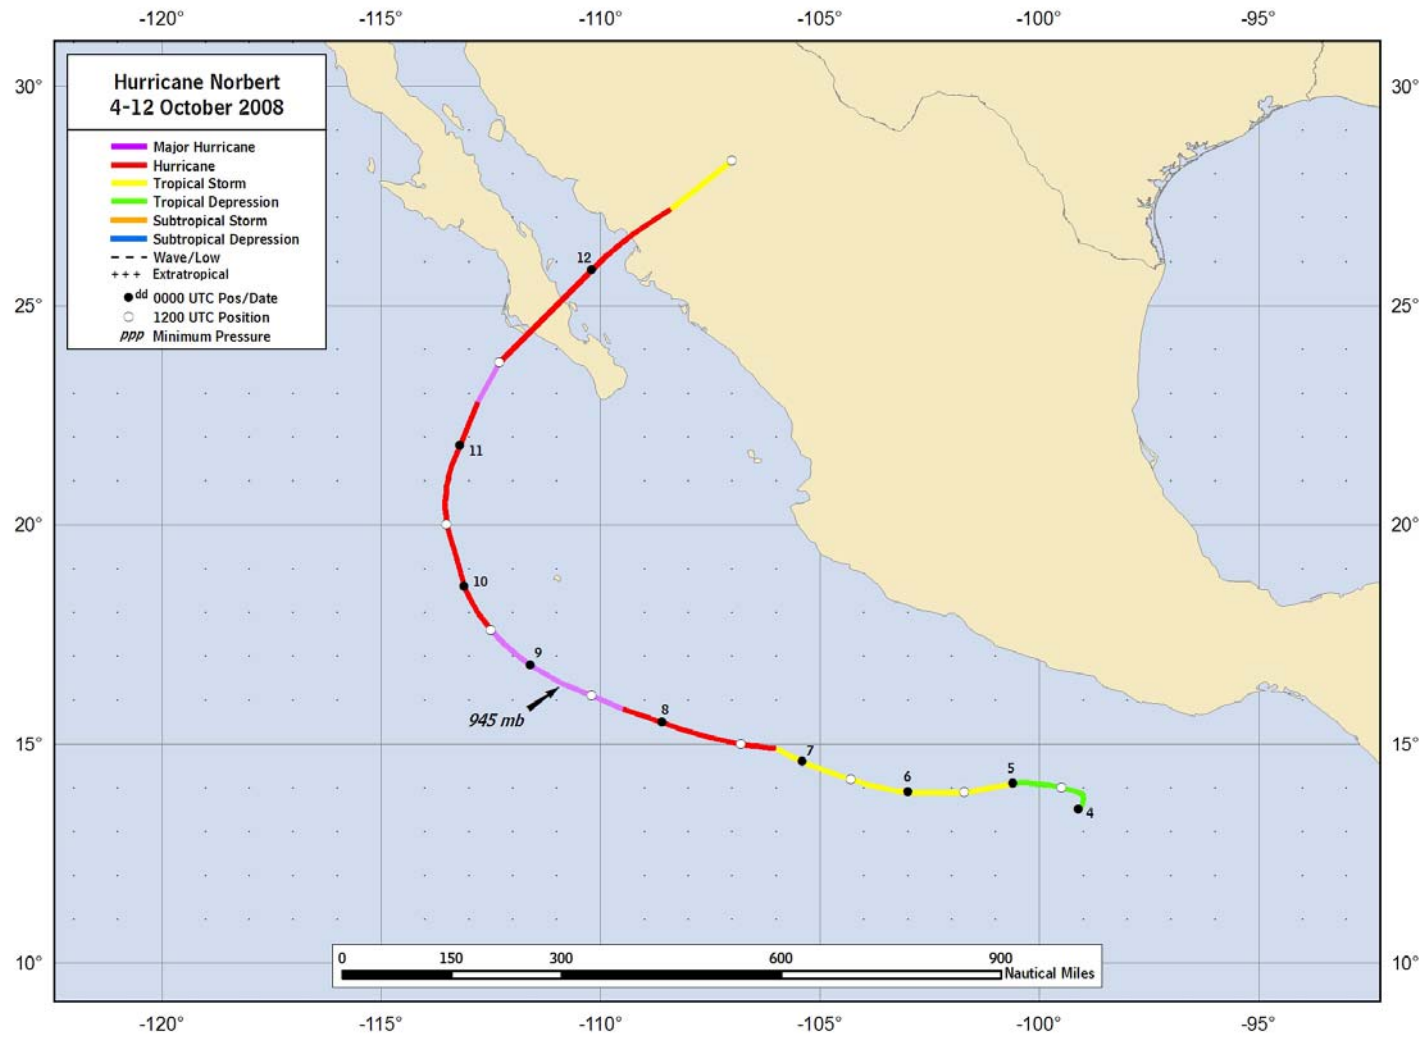 -120° -115° -110° -105° -100° -95°
Hurricane Norbert
4-12 October 2008
Major Hurricane
Hurricane
Tropical Storm
Tropical Depression
Subtropical Storm
Subtropical Depression
Wave/Low
+++ Extratropical
dd 0000 UTC Pos/Date
1200 UTC Position
ppp Minimum Pressure
30° 30°
12
25° 25°
11
20° 20°
10
9
945 mb
8
15° 15°
7
6
5
4
10° 10°
0 150 300 600 900
Nautical Miles
-120° -115° -110° -105° -100° -95°